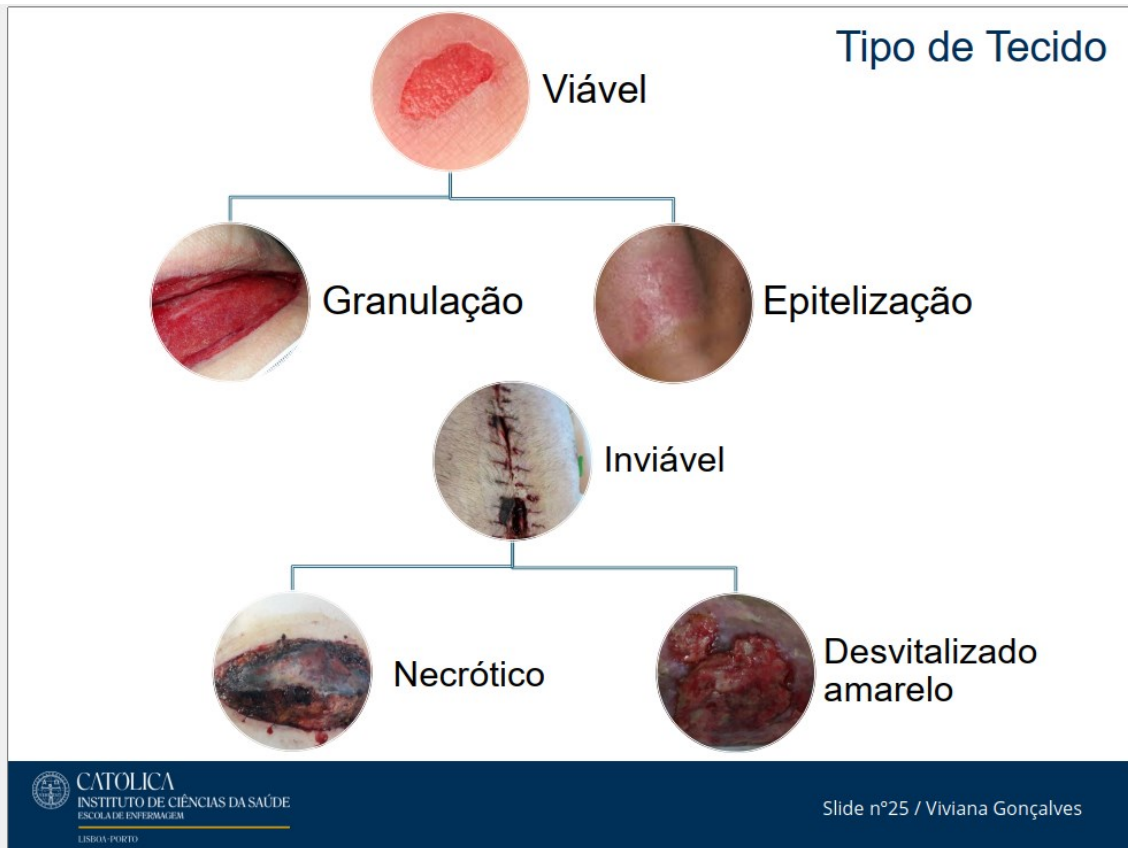 Tipo de Tecido
Viável
Granulação
Epitelização
Inviável
Necrótico
Desvitalizado
amarelo
CATOLICA
INSTITUTO DE CIÊNCIAS DA SAÚDE
ESCOLA DE ENFERMAGEM
LISBOA·PORTO
Slide nº25 / Viviana Gonçalves